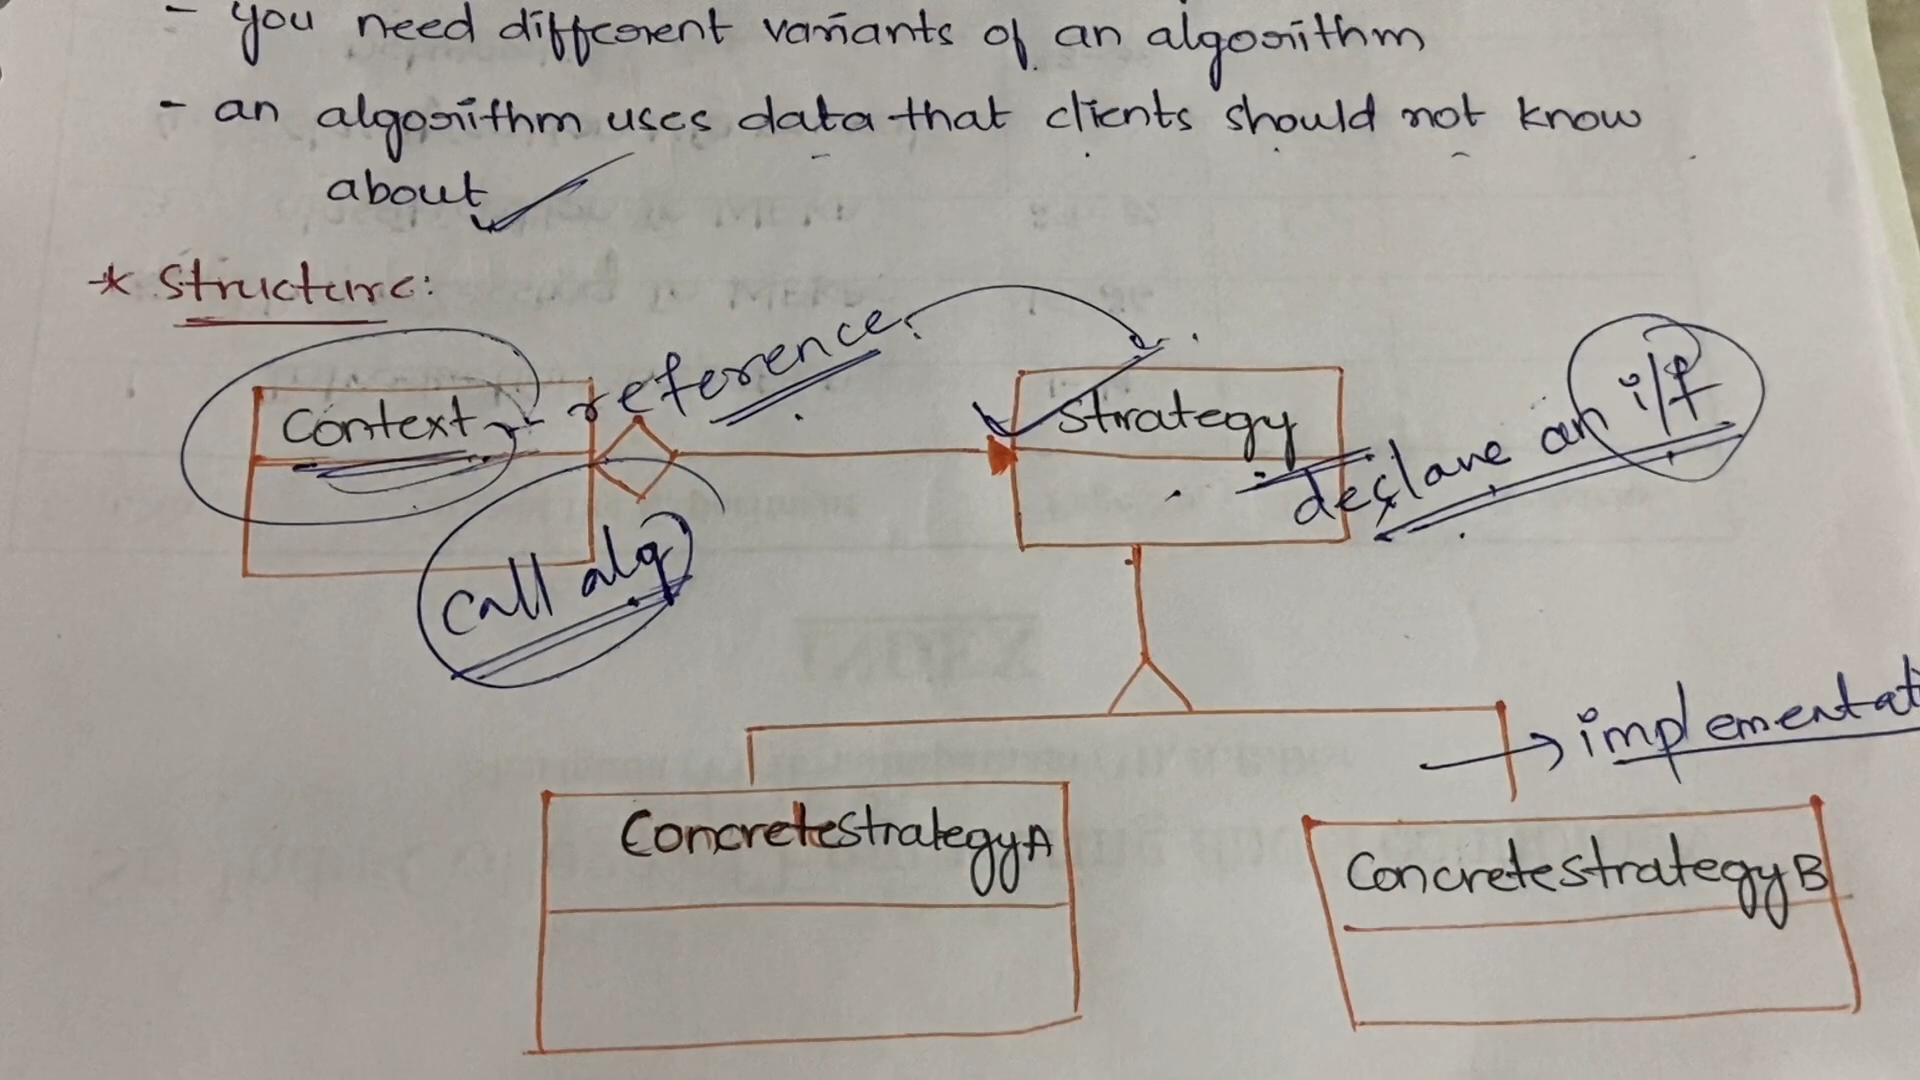 - you need different variants of an algorithm
- an algorithm uses data that clients should not know
about
* Structure:
reference
Context
Strategy
declare an i/f
call alg
implementati
ConcretestrategyA
ConcretestrategyB